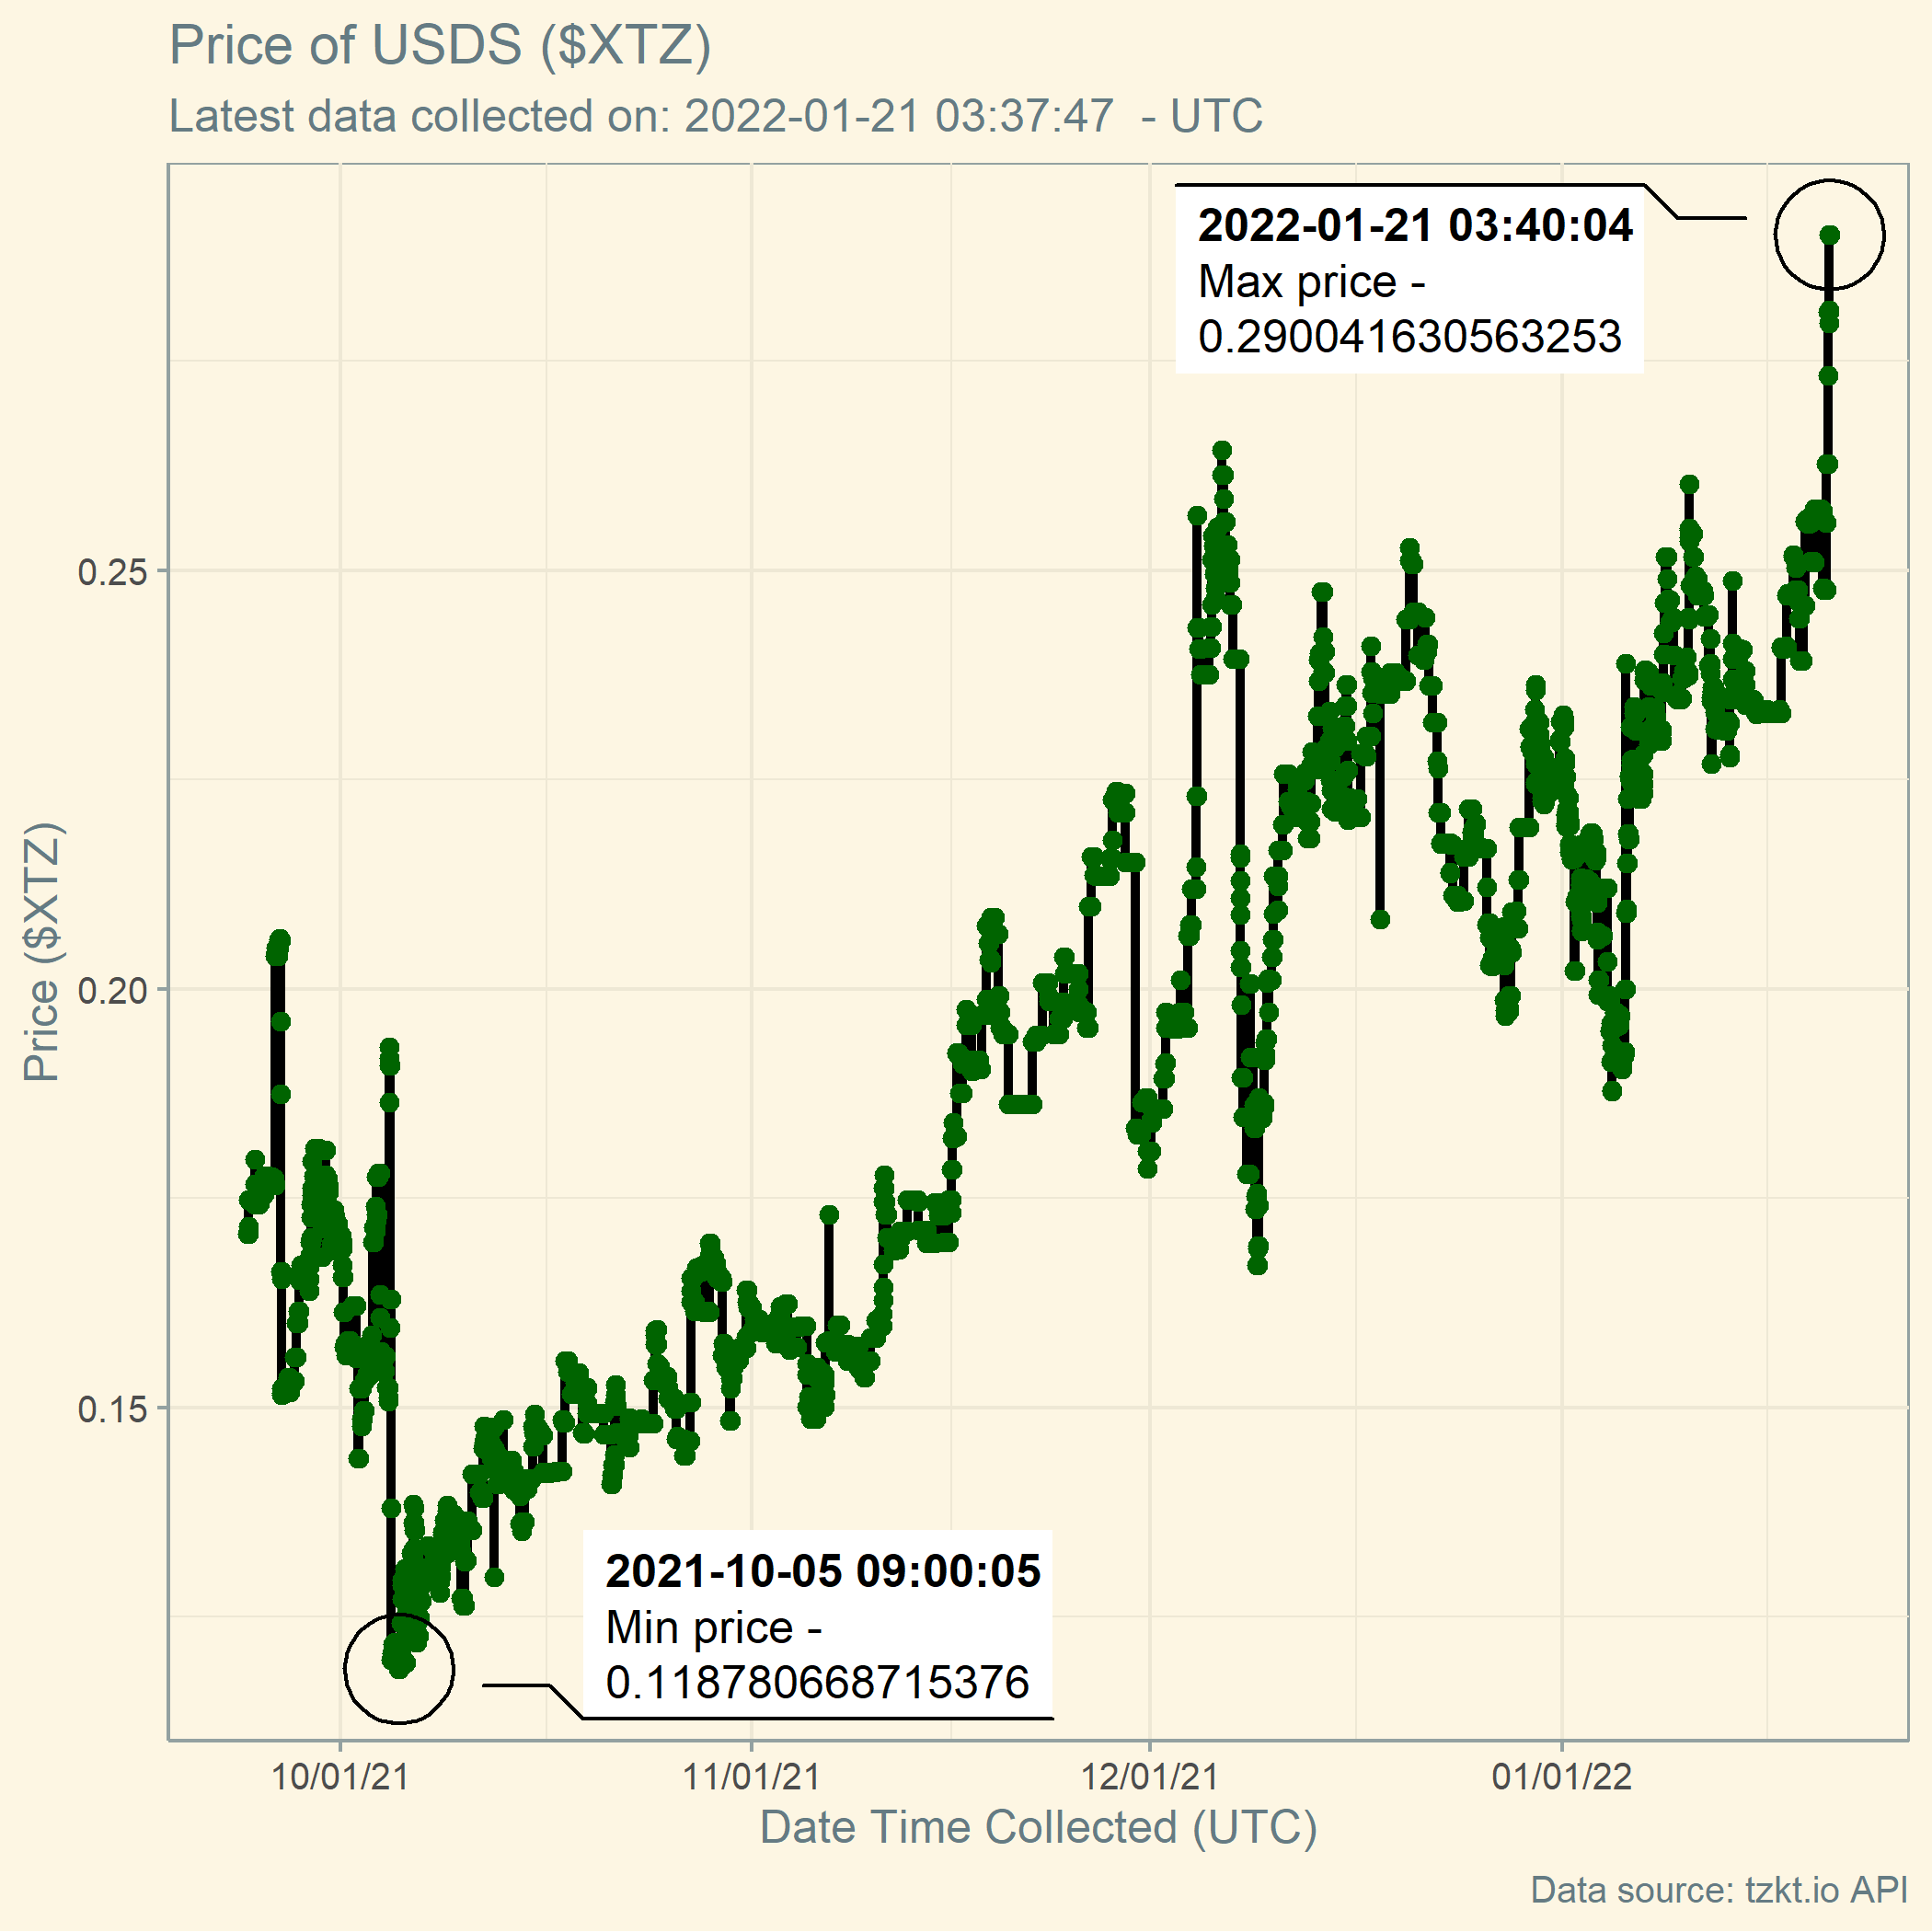 Price of USDS ($XTZ)
Latest data collected on: 2022-01-21 03:37:47  - UTC
2022-01-21 03:40:04
Max price -
0.290041630563253
0.25
0.20
0.15
Price ($XTZ)
2021-10-05 09:00:05
Min price -
0.118780668715376
10/01/21
11/01/21
12/01/21
01/01/22
Date Time Collected (UTC)
Data source: tzkt.io API